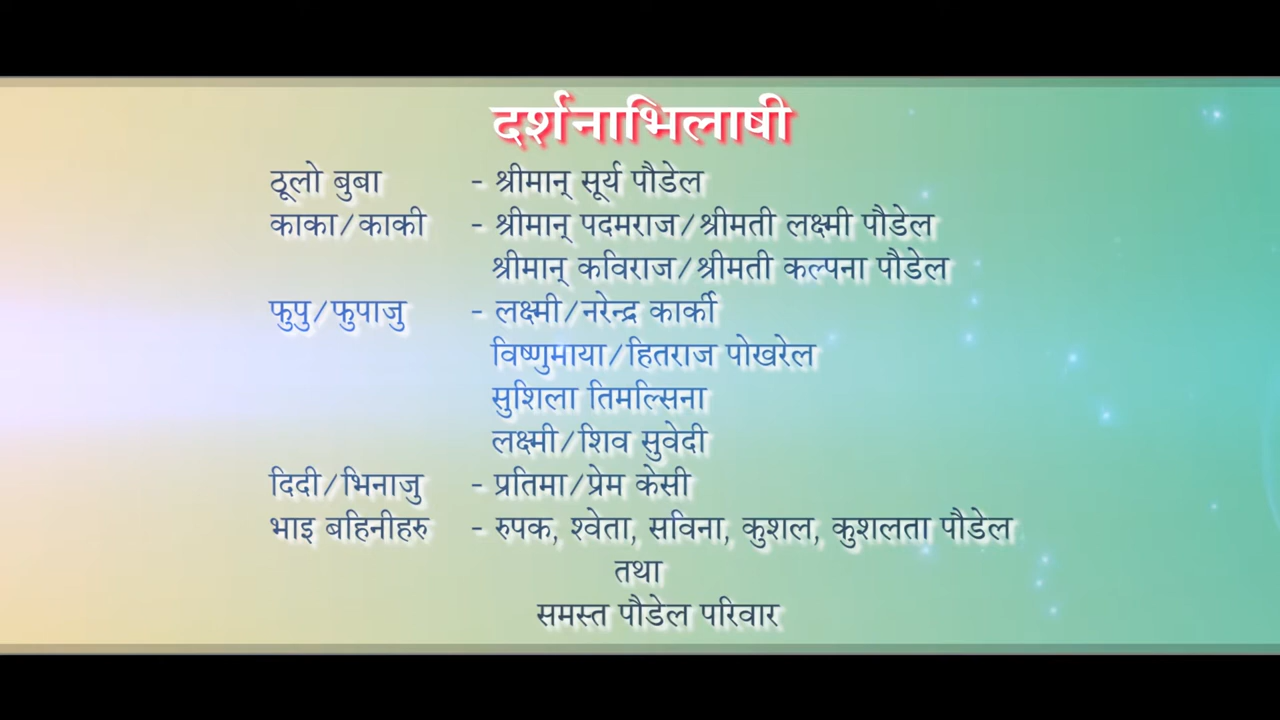 दर्शनाभिलाषी
ठूलो बुबा - श्रीमान् सूर्य पौडेल
काका/काकी - श्रीमान् पदमराज/श्रीमती लक्ष्मी पौडेल
श्रीमान् कविराज/श्रीमती कल्पना पौडेल
फुपु/फुपाजु - लक्ष्मी/नरेन्द्र कार्की
विष्णुमाया/हितराज पोखरेल
सुशिला तिमल्सिना
लक्ष्मी/शिव सुवेदी
दिदी/भिनाजु - प्रतिमा/प्रेम केसी
भाइ बहिनीहरु - रुपक, श्वेता, सविना, कुशल, कुशलता पौडेल
तथा
समस्त पौडेल परिवार